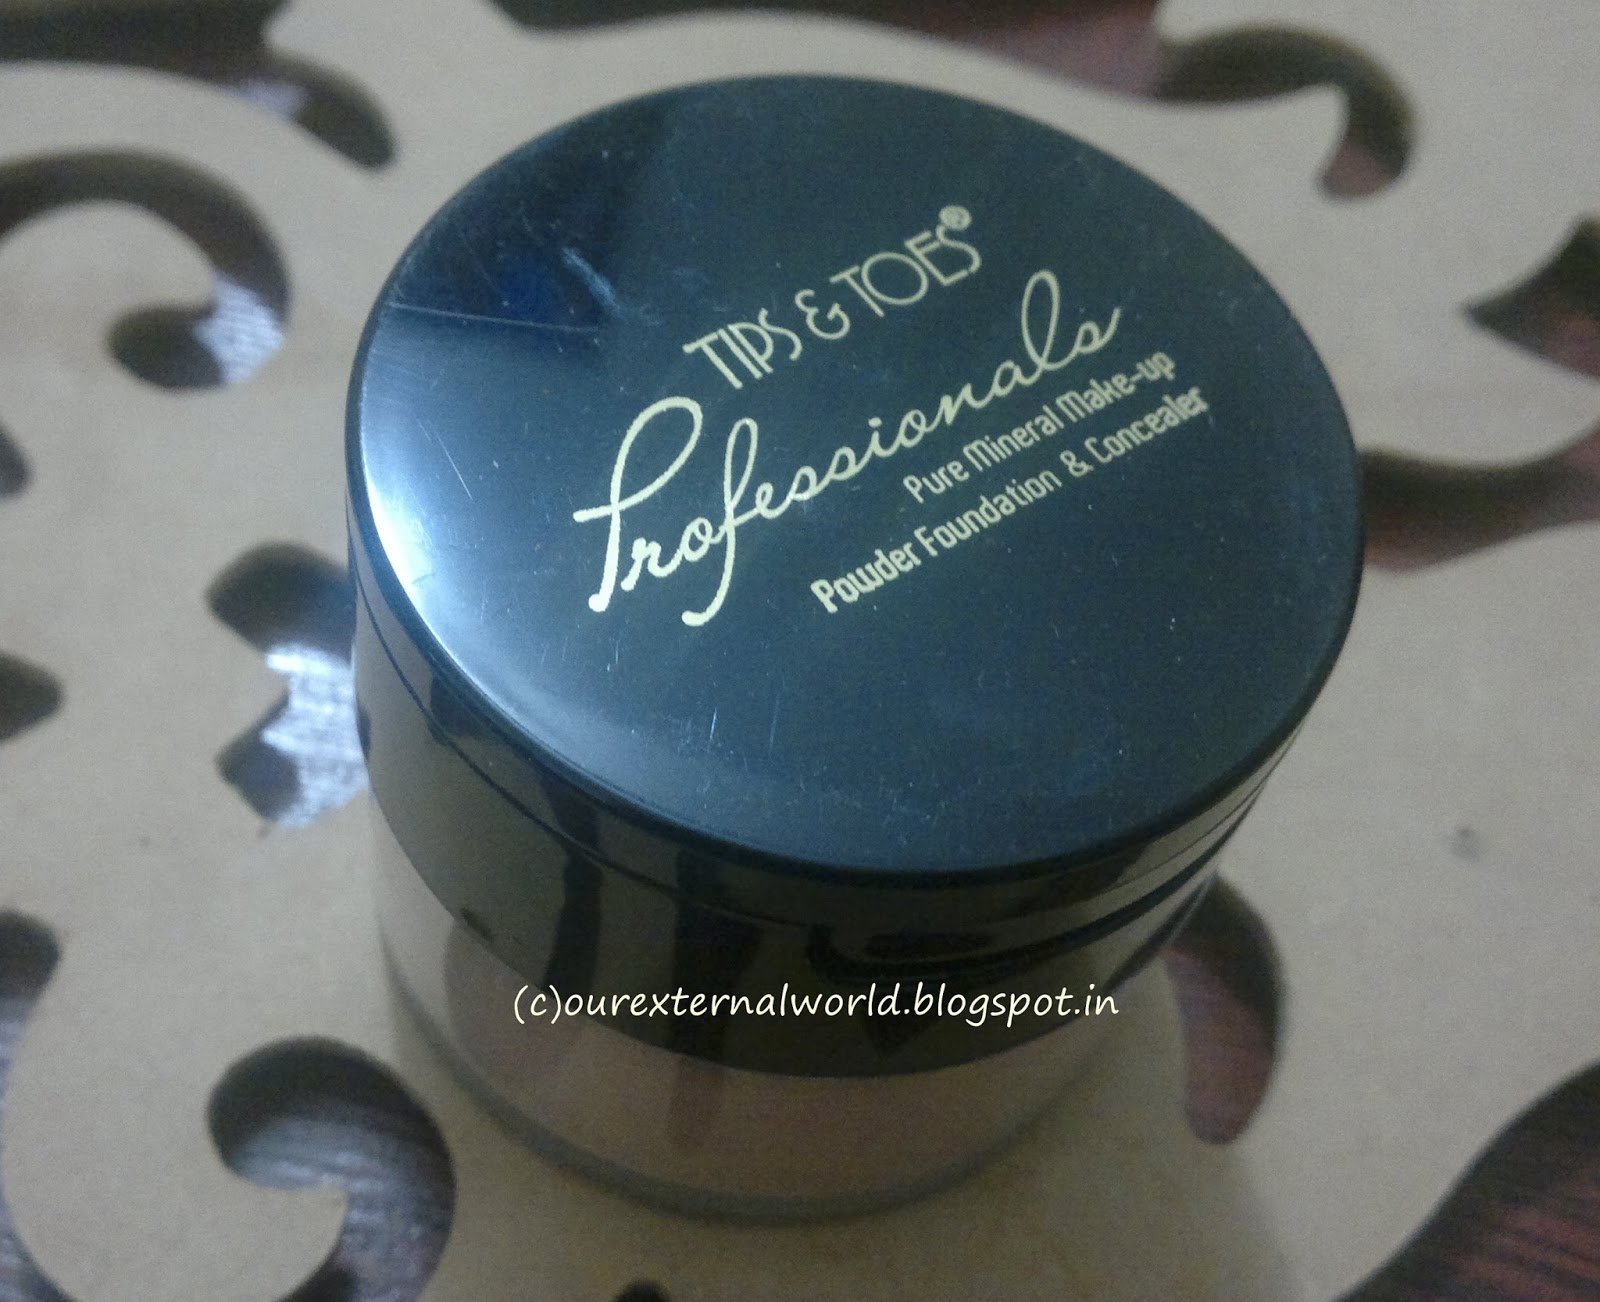 TIPS & TOES®
Professionals
Pure Mineral Make-up
Powder Foundation & Concealer
(c)ourexternalworld.blogspot.in